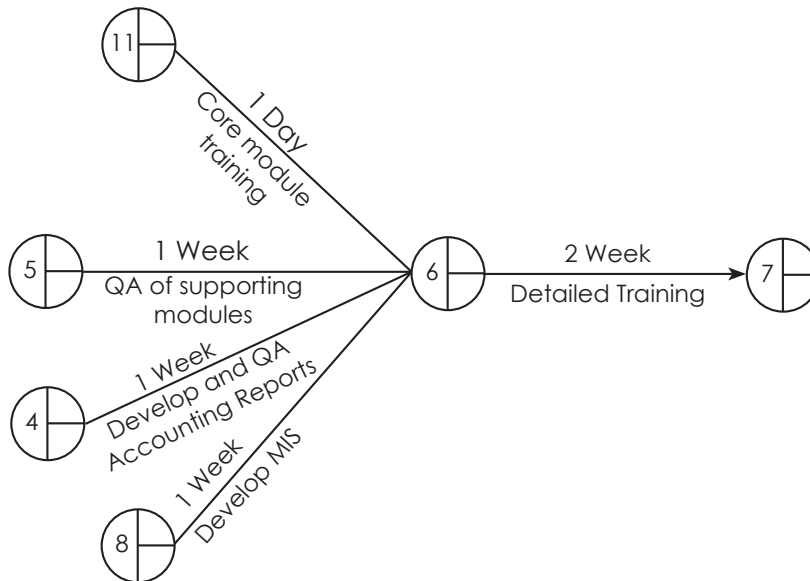 11
1 Day
Core module
training
5
1 Week
QA of supporting
modules
6
2 Week
Detailed Training
7
4
1 Week
Develop and QA
Accounting Reports
8
1 Week
Develop MIS